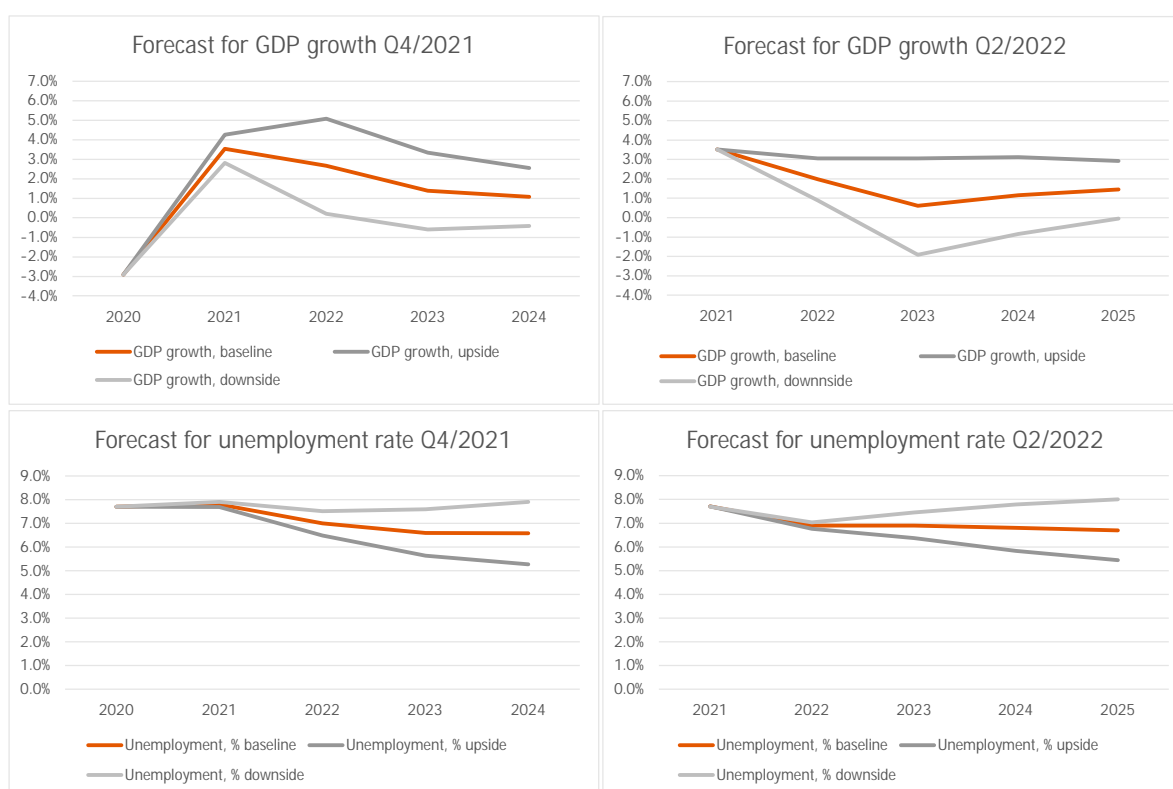 Forecast for GDP growth Q4/2021
7.0%
6.0%
5.0%
4.0%
3.0%
2.0%
1.0%
0.0%
-1.0%
-2.0%
-3.0%
-4.0%
2020 2021 2022 2023 2024
GDP growth, baseline GDP growth, upside
GDP growth, downside
Forecast for GDP growth Q2/2022
7.0%
6.0%
5.0%
4.0%
3.0%
2.0%
1.0%
0.0%
-1.0%
-2.0%
-3.0%
-4.0%
2021 2022 2023 2024 2025
GDP growth, baseline GDP growth, upside
GDP growth, downnside
Forecast for unemployment rate Q4/2021
9.0%
8.0%
7.0%
6.0%
5.0%
4.0%
3.0%
2.0%
1.0%
0.0%
2020 2021 2022 2023 2024
Unemployment, % baseline Unemployment, % upside
Unemployment, % downside
Forecast for unemployment rate Q2/2022
9.0%
8.0%
7.0%
6.0%
5.0%
4.0%
3.0%
2.0%
1.0%
0.0%
2021 2022 2023 2024 2025
Unemployment, % baseline Unemployment, % upside
Unemployment, % downside